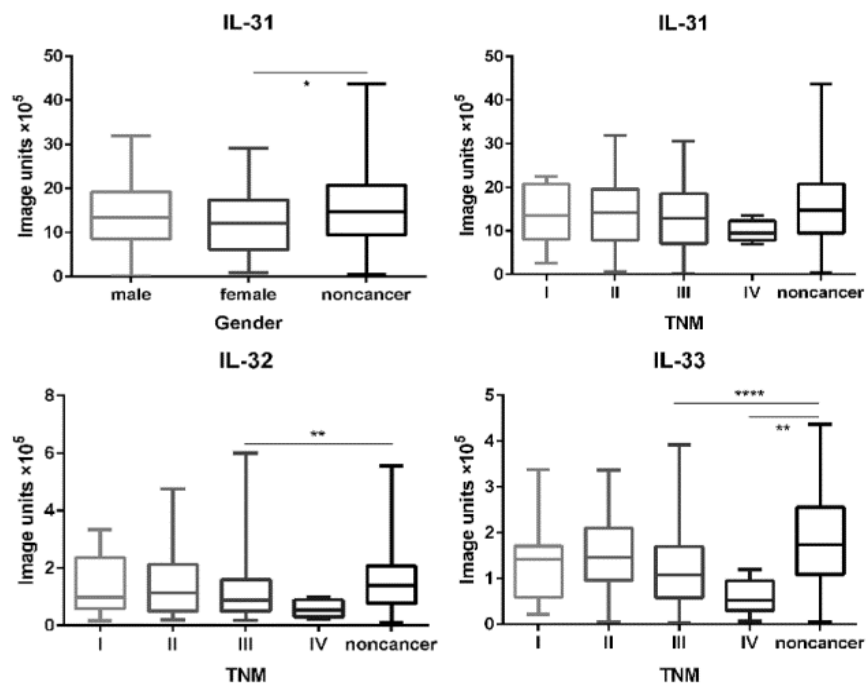 IL-31
Image units ×10⁵
50
40
30
20
10
0
*
male female noncancer
Gender
IL-31
Image units ×10⁵
50
40
30
20
10
0
I II III IV noncancer
TNM
IL-32
Image units ×10⁵
8
6
4
2
0
**
I II III IV noncancer
TNM
IL-33
Image units ×10⁵
5
4
3
2
1
0
****
**
I II III IV noncancer
TNM